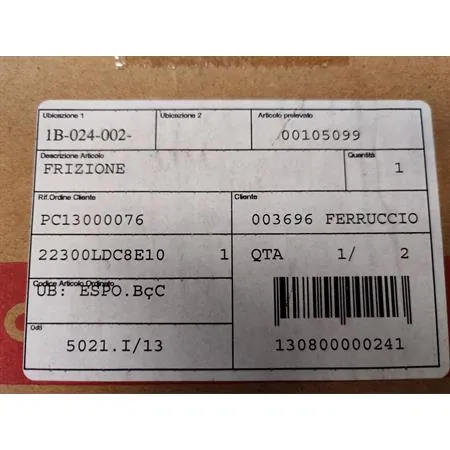 Ubicazione 1
Ubicazione 2
Articolo prelevato
1B-024-002-
00105099
Descrizione Articolo
Quantità
FRIZIONE
1
Rif.Ordine Cliente
Cliente
PC13000076
003696 FERRUCCIO
22300LDC8E10 1
QTA 1/ 2
Codice Articolo Ordinato
UB: ESPO.BçC
Odl
5021.I/13
130800000241